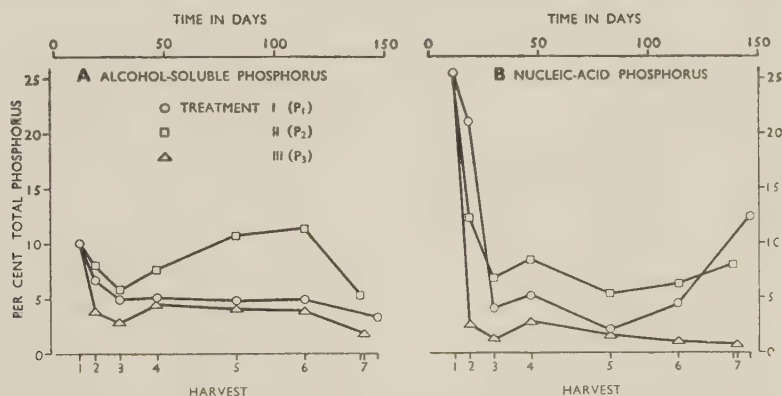 TIME IN DAYS
0 50 100 150
A ALCOHOL-SOLUBLE PHOSPHORUS
TREATMENT I (P1)
II (P2)
III (P3)
PER CENT TOTAL PHOSPHORUS
25
20
15
10
5
0
1 2 3 4 5 6 7
HARVEST
TIME IN DAYS
0 50 100 150
B NUCLEIC-ACID PHOSPHORUS
25
20
15
10
5
0
1 2 3 4 5 6 7
HARVEST